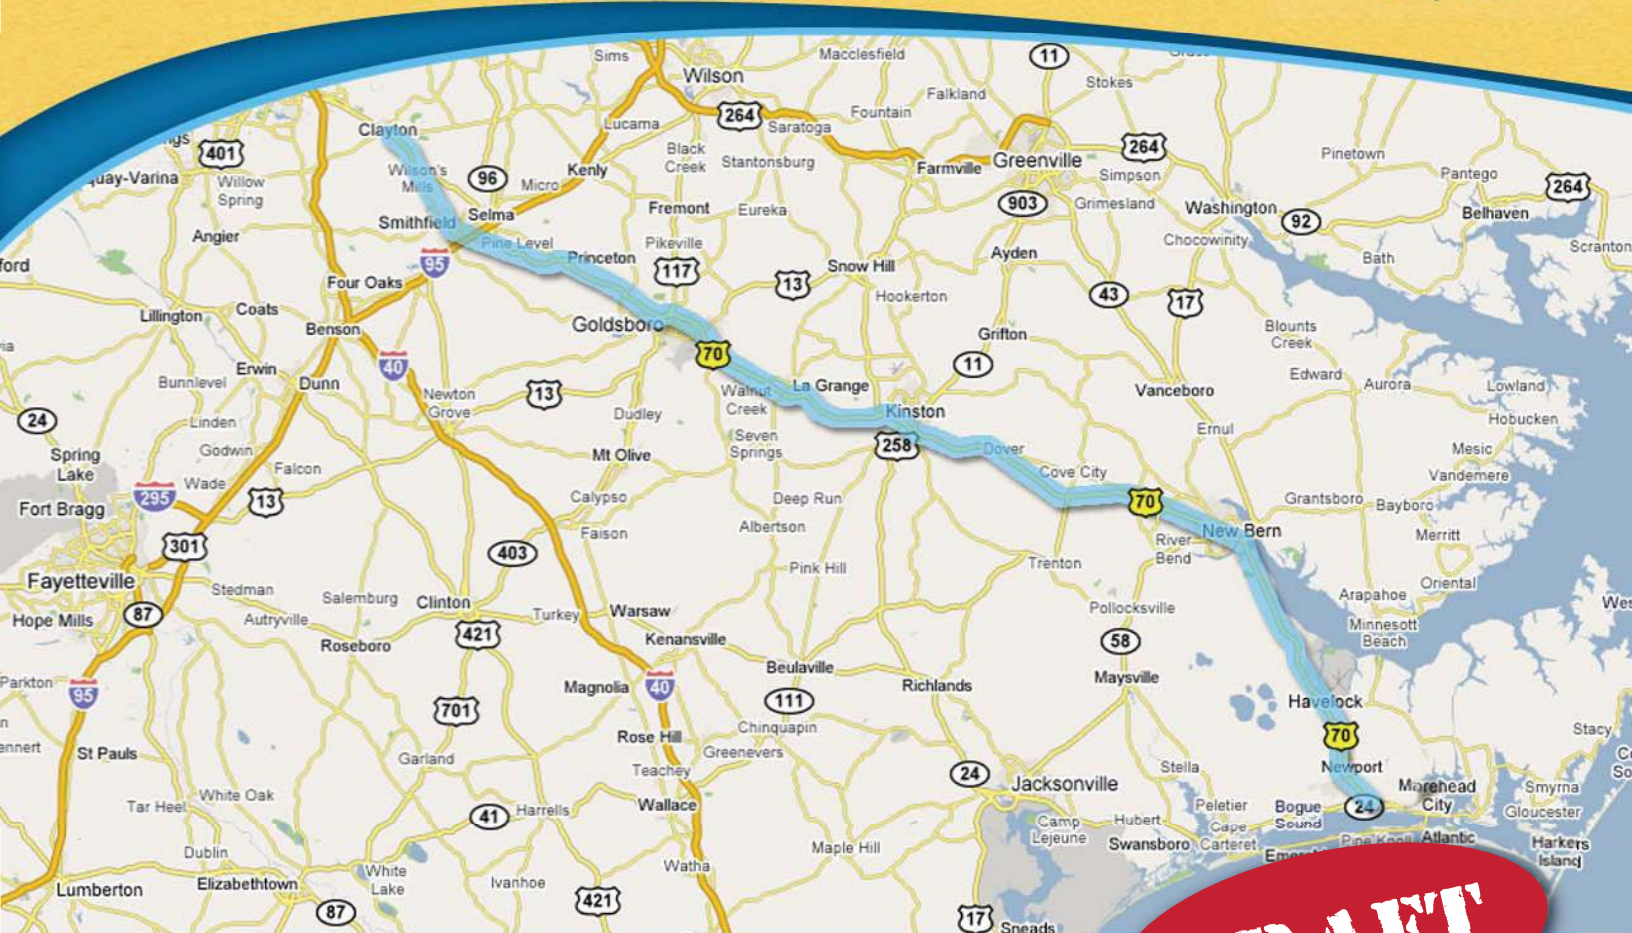 Sims
Macclesfield
11
Wilson
Stokes
Falkland
264
Fountain
Lucama
Saratoga
Clayton
401
Black
Creek
Stantonsburg
Farmville
Greenville
264
Pinetown
Wilson's
Mills
96
Micro
Kenly
Simpson
Pantego
264
quay-Varina
Willow
Spring
903
Grimesland
Washington
92
Belhaven
Smithfield
Selma
Fremont
Eureka
Angier
Pine Level
Pikeville
Chocowinity
Scranton
ford
95
Princeton
117
Snow Hill
Ayden
Bath
Four Oaks
13
Hookerton
43
17
Lillington
Coats
Benson
Goldsboro
Grifton
Blounts
Creek
70
Erwin
40
11
Edward
Aurora
Lowland
Bunnlevel
Dunn
Newton
Grove
13
Walnut
Creek
La Grange
Vanceboro
24
Linden
Dudley
Kinston
Hobucken
Ernul
Godwin
Seven
Springs
258
Dover
Mesic
Spring
Lake
Falcon
Mt Olive
Cove City
Vandemere
Wade
295
13
Calypso
Deep Run
70
Grantsboro
Bayboro
Fort Bragg
301
Faison
Albertson
New Bern
Merritt
403
River
Bend
Fayetteville
Pink Hill
Trenton
Oriental
Stedman
Salemburg
Clinton
Arapahoe
Hope Mills
87
Autryville
Turkey
Warsaw
Pollocksville
Minnesott
Beach
421
Roseboro
Kenansville
58
Parkton
95
Magnolia
40
Beulaville
Richlands
Maysville
701
111
Havelock
St Pauls
Rose Hill
Chinquapin
70
Stacy
Garland
Greenevers
Teachey
24
Jacksonville
Stella
Newport
Tar Heel
White Oak
41
Harrells
Wallace
Peletier
Bogue
Sound
24
Morehead
City
Smyrna
Gloucester
Camp
Lejeune
Hubert
Cape
Carteret
Dublin
Maple Hill
Swansboro
Pine Knoll
Atlantic
Harkers
Island
White
Lake
Watha
Lumberton
Elizabethtown
Ivanhoe
87
421
17
Sneads